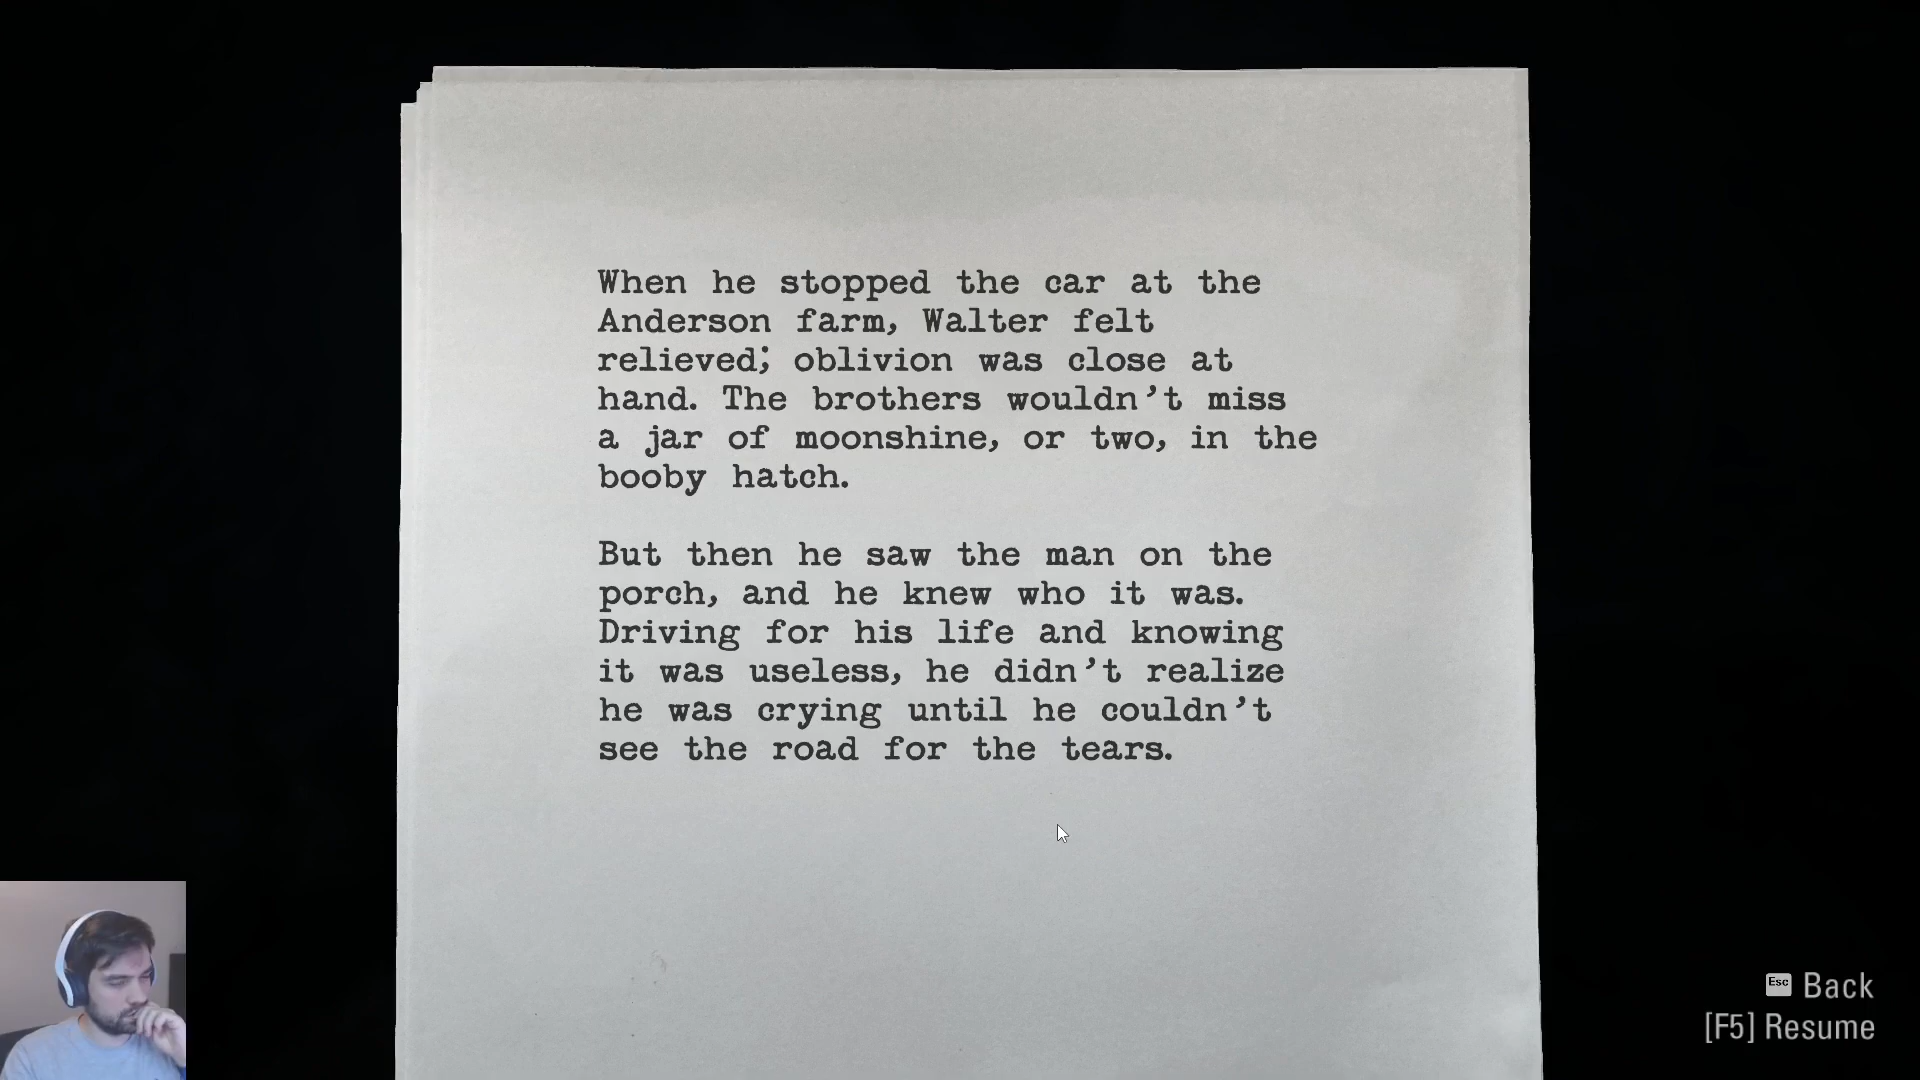 When he stopped the car at the
Anderson farm, Walter felt
relieved; oblivion was close at
hand. The brothers wouldn't miss
a jar of moonshine, or two, in the
booby hatch.
But then he saw the man on the
porch, and he knew who it was.
Driving for his life and knowing
it was useless, he didn't realize
he was crying until he couldn't
see the road for the tears.
Esc Back
[F5] Resume